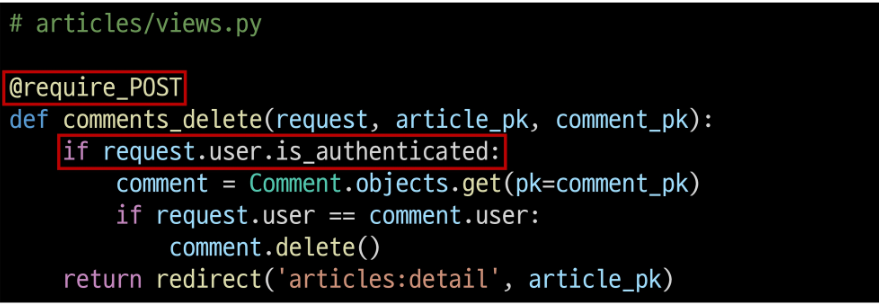 # articles/views.py
@require_POST
def comments_delete(request, article_pk, comment_pk):
    if request.user.is_authenticated:
        comment = Comment.objects.get(pk=comment_pk)
        if request.user == comment.user:
            comment.delete()
    return redirect('articles:detail', article_pk)